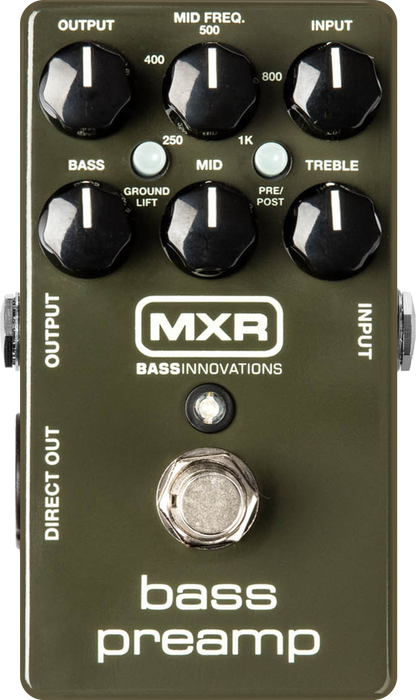 OUTPUT
MID FREQ.
INPUT
500
400
800
250
1K
BASS
MID
TREBLE
GROUND
LIFT
PRE/
POST
OUTPUT
INPUT
MXR
BASSINNOVATIONS
DIRECT OUT
bass
preamp